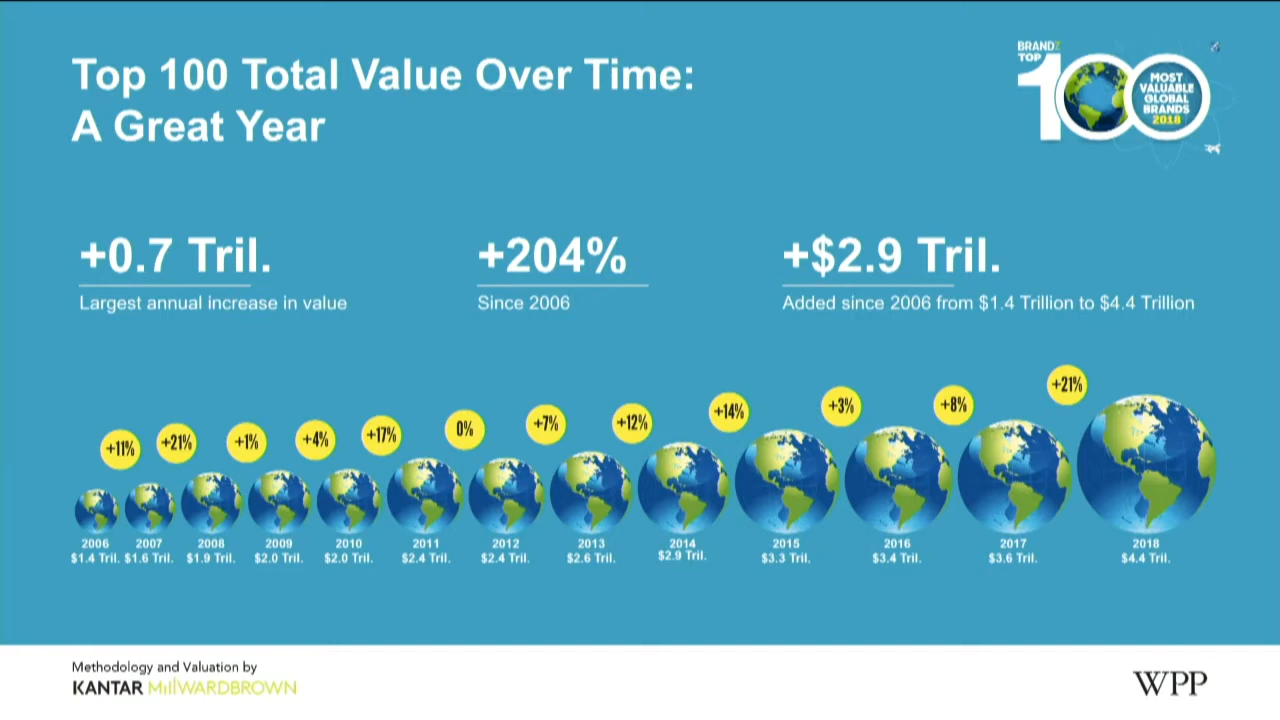 Top 100 Total Value Over Time:
A Great Year
BRANDZ
TOP
100
MOST
VALUABLE
GLOBAL
BRANDS
2018
+0.7 Tril.
Largest annual increase in value
+204%
Since 2006
+$2.9 Tril.
Added since 2006 from $1.4 Trillion to $4.4 Trillion
+11%
+21%
+1%
+4%
+17%
0%
+7%
+12%
+14%
+3%
+8%
+21%
2006
$1.4 Tril.
2007
$1.6 Tril.
2008
$1.9 Tril.
2009
$2.0 Tril.
2010
$2.0 Tril.
2011
$2.4 Tril.
2012
$2.4 Tril.
2013
$2.6 Tril.
2014
$2.9 Tril.
2015
$3.3 Tril.
2016
$3.4 Tril.
2017
$3.6 Tril.
2018
$4.4 Tril.
Methodology and Valuation by
KANTAR MillWARDBROWN
WPP